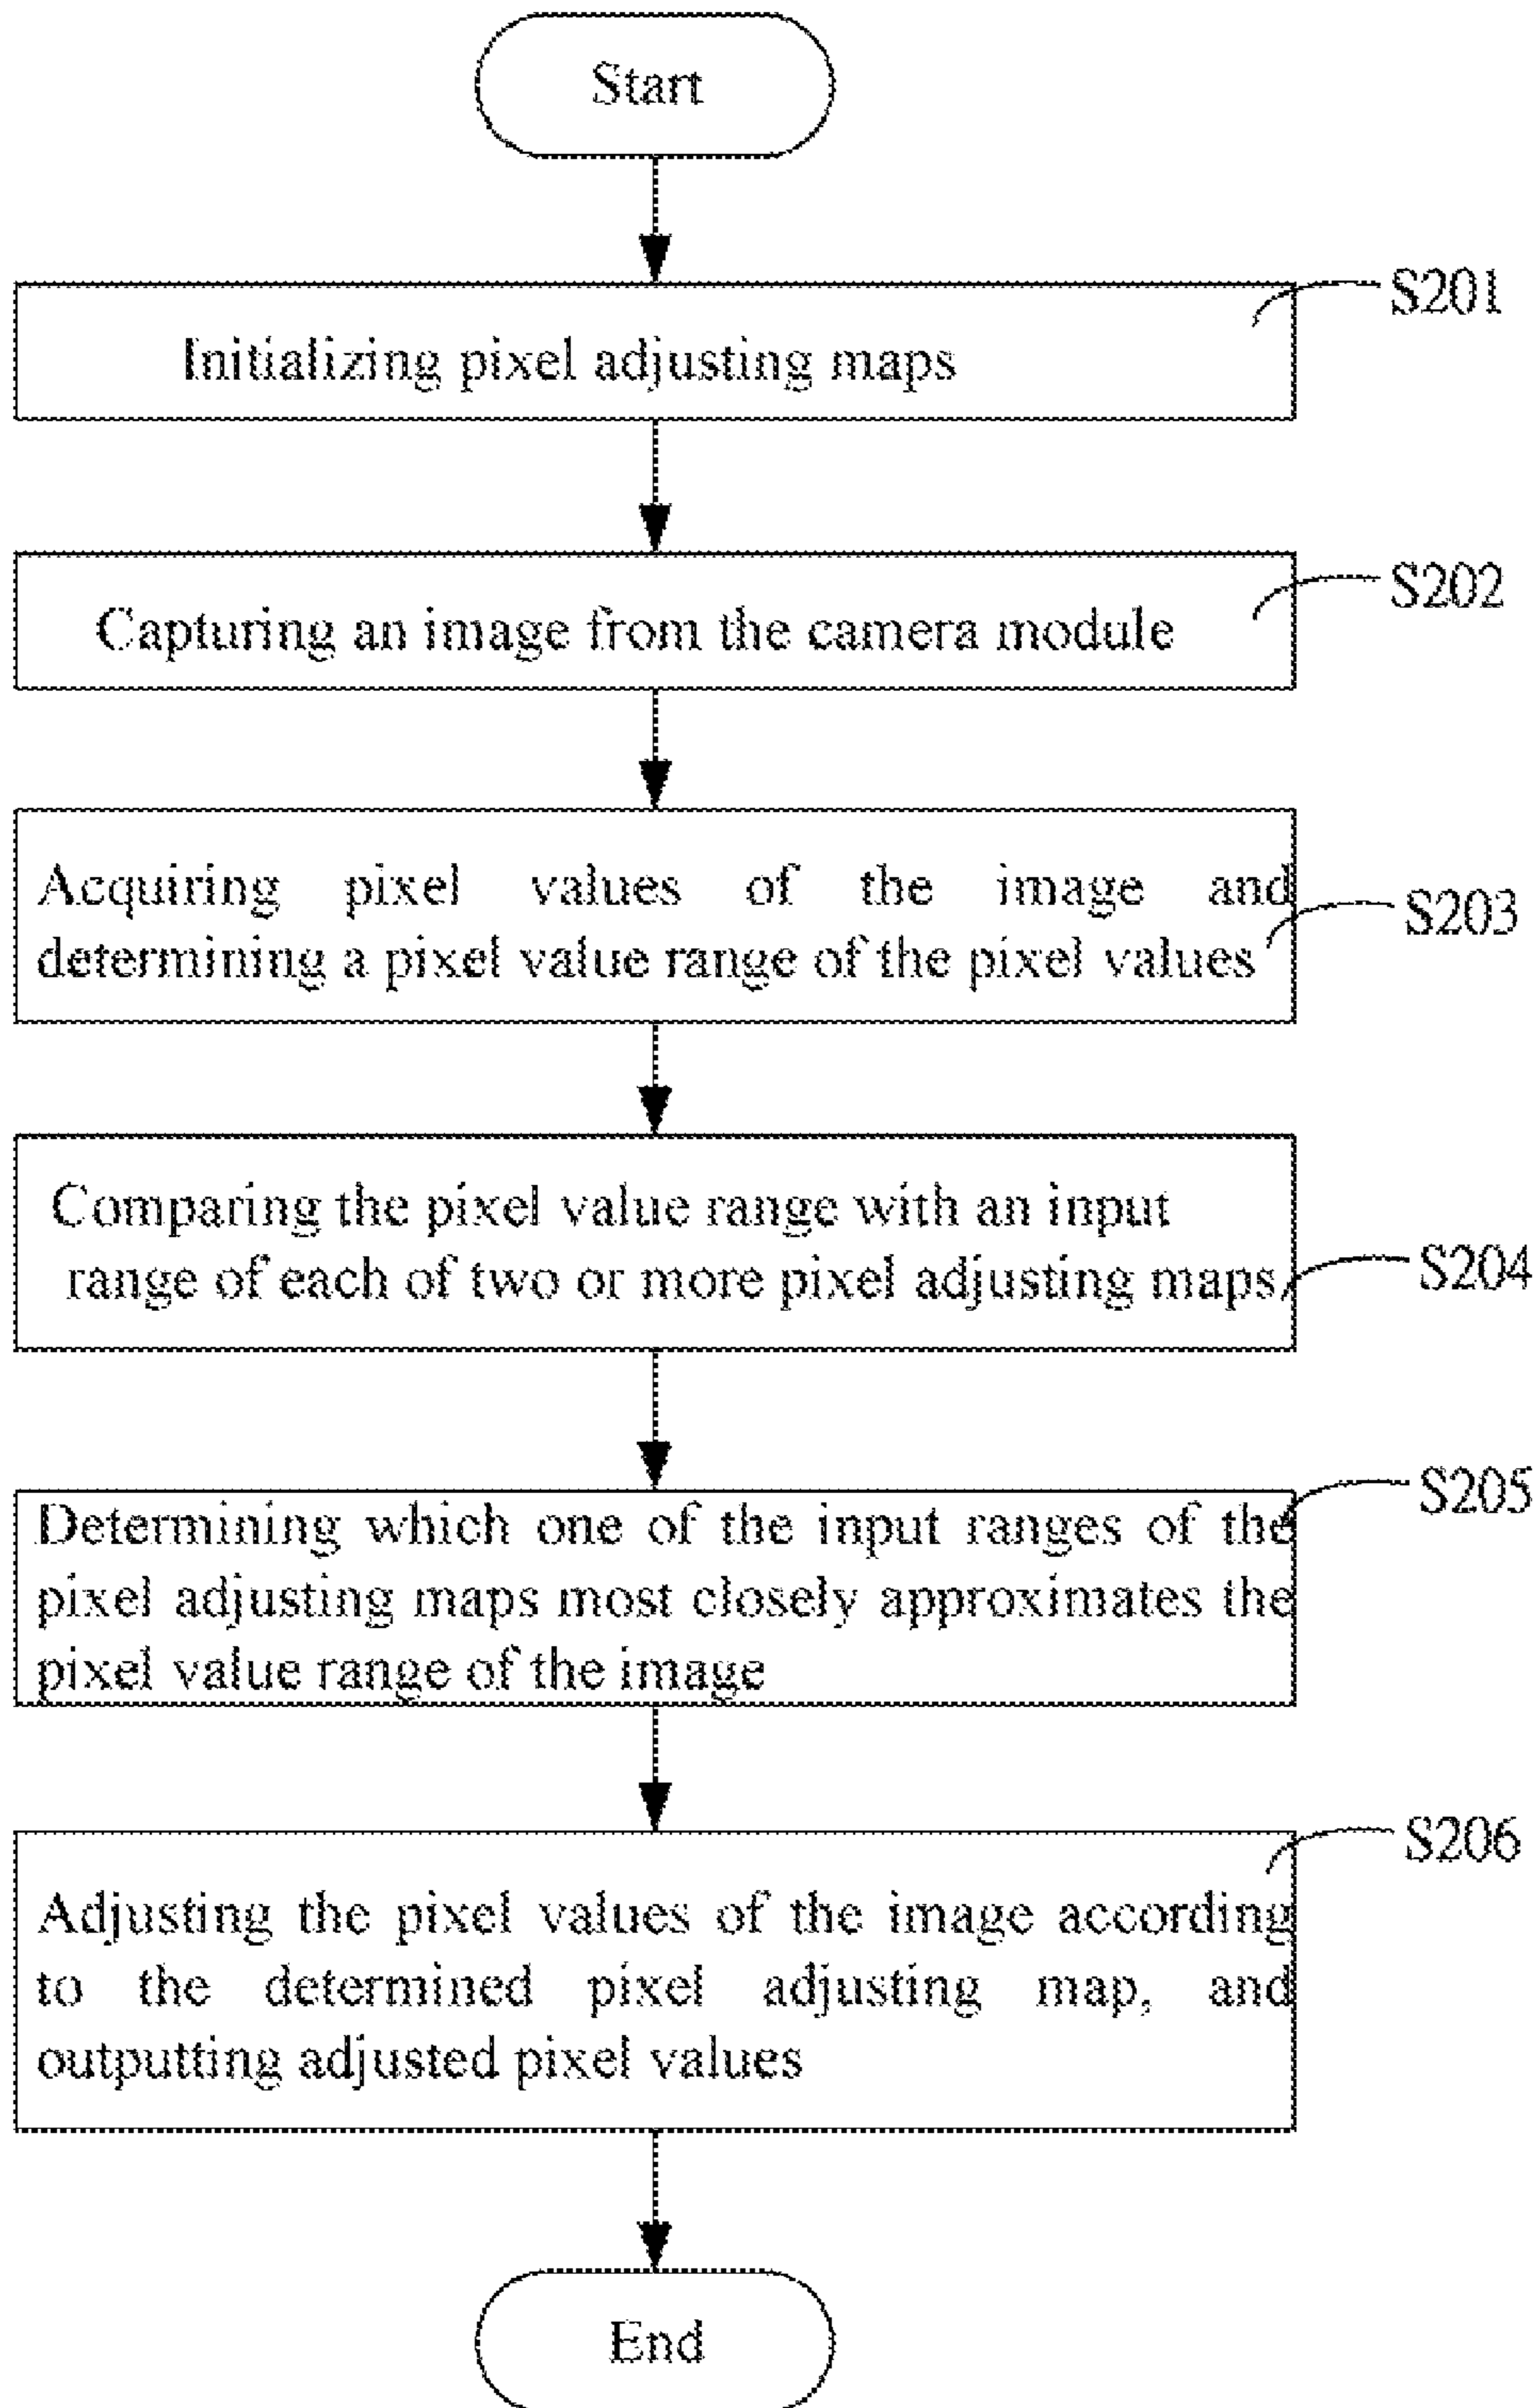 Start
S201
Initializing pixel adjusting maps
S202
Capturing an image from the camera module
Acquiring pixel values of the image and
S203
determining a pixel value range of the pixel values
Comparing the pixel value range with an input
range of each of two or more pixel adjusting maps
S204
S205
Determining which one of the input ranges of the
pixel adjusting maps most closely approximates the
pixel value range of the image
S206
Adjusting the pixel values of the image according
to the determined pixel adjusting map, and
outputting adjusted pixel values
End